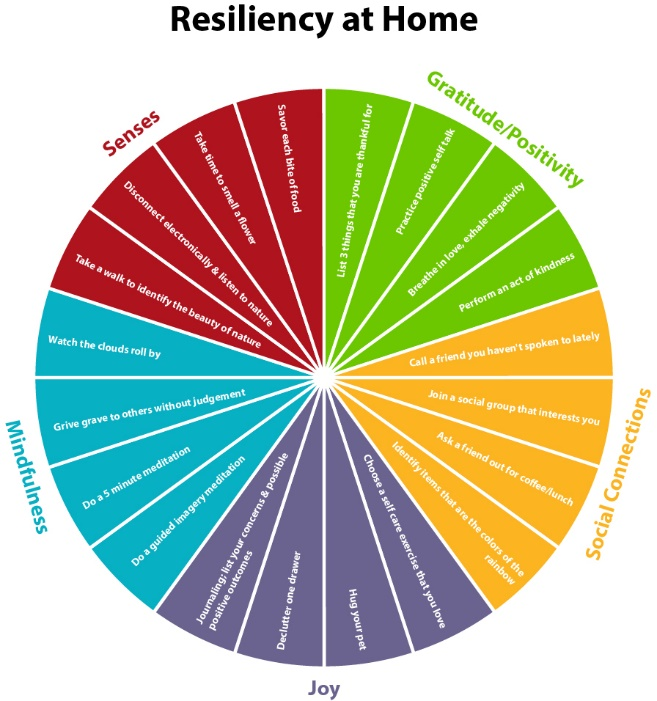 Resiliency at Home
Gratitude/Positivity
List 3 things that you are thankful for
Practice positive self talk
Breathe in love, exhale negativity
Perform an act of kindness
Social Connections
Call a friend you haven't spoken to lately
Join a social group that interests you
Ask a friend out for coffee/lunch
Identify items that are the colors of the
rainbow
Joy
Choose a self care exercise that you love
Hug your pet
Declutter one drawer
Journaling; list your concerns & possible
positive outcomes
Mindfulness
Do a guided imagery meditation
Do a 5 minute meditation
Give grave to others without judgement
Watch the clouds roll by
Senses
Take a walk to identify the beauty of nature
Disconnect electronically & listen to nature
Take time to smell a flower
Savor each bite of food